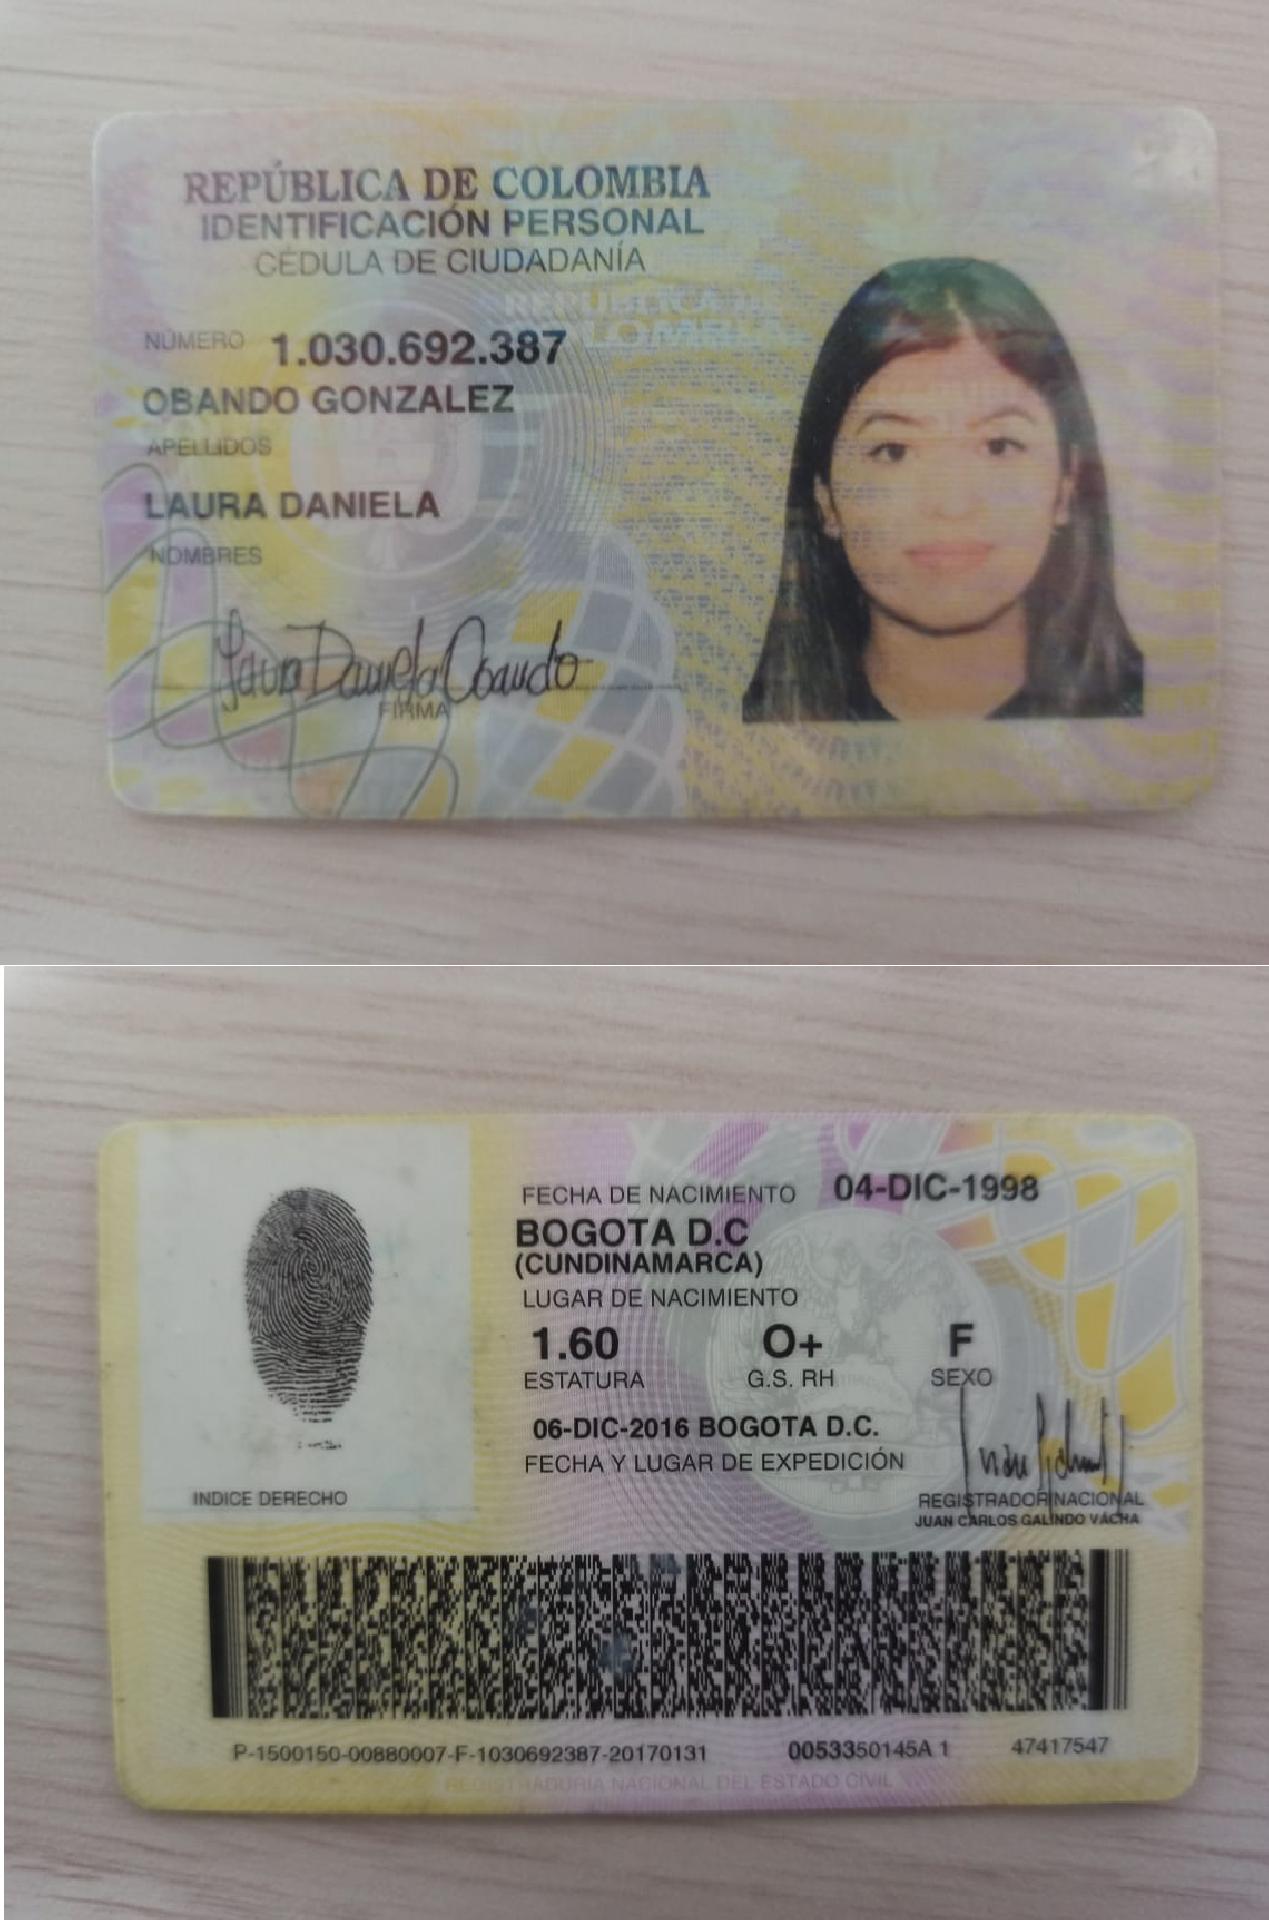 REPÚBLICA DE COLOMBIA
IDENTIFICACIÓN PERSONAL
CÉDULA DE CIUDADANÍA
NÚMERO 1.030.692.387
OBANDO GONZALEZ
APELLIDOS
LAURA DANIELA
NOMBRES
Laura Daniela Obando
FIRMA
FECHA DE NACIMIENTO 04-DIC-1998
BOGOTA D.C
(CUNDINAMARCA)
LUGAR DE NACIMIENTO
1.60 O+ F
ESTATURA G.S. RH SEXO
06-DIC-2016 BOGOTA D.C.
FECHA Y LUGAR DE EXPEDICIÓN
INDICE DERECHO
REGISTRADOR NACIONAL
JUAN CARLOS GALINDO VÁCHA
P-1500150-00880007-F-1030692387-20170131 0053350145A 1 47417547
REGISTRADURIA NACIONAL DEL ESTADO CIVIL